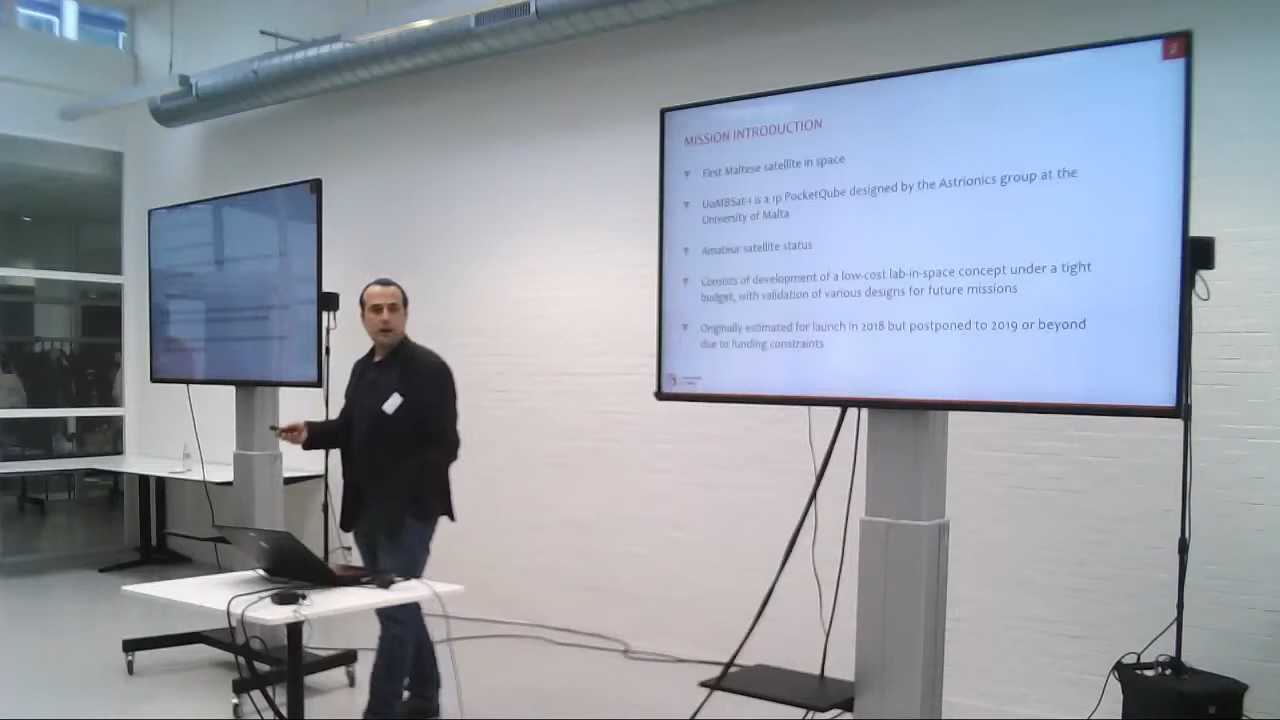 2
MISSION INTRODUCTION
First Maltese satellite in space
UoMBSat-1 is a 1p PocketQube designed by the Astrionics group at the
University of Malta
Amateur satellite status
Consists of development of a low-cost lab-in-space concept under a tight
budget, with validation of various designs for future missions
Originally estimated for launch in 2018 but postponed to 2019 or beyond
due to funding constraints